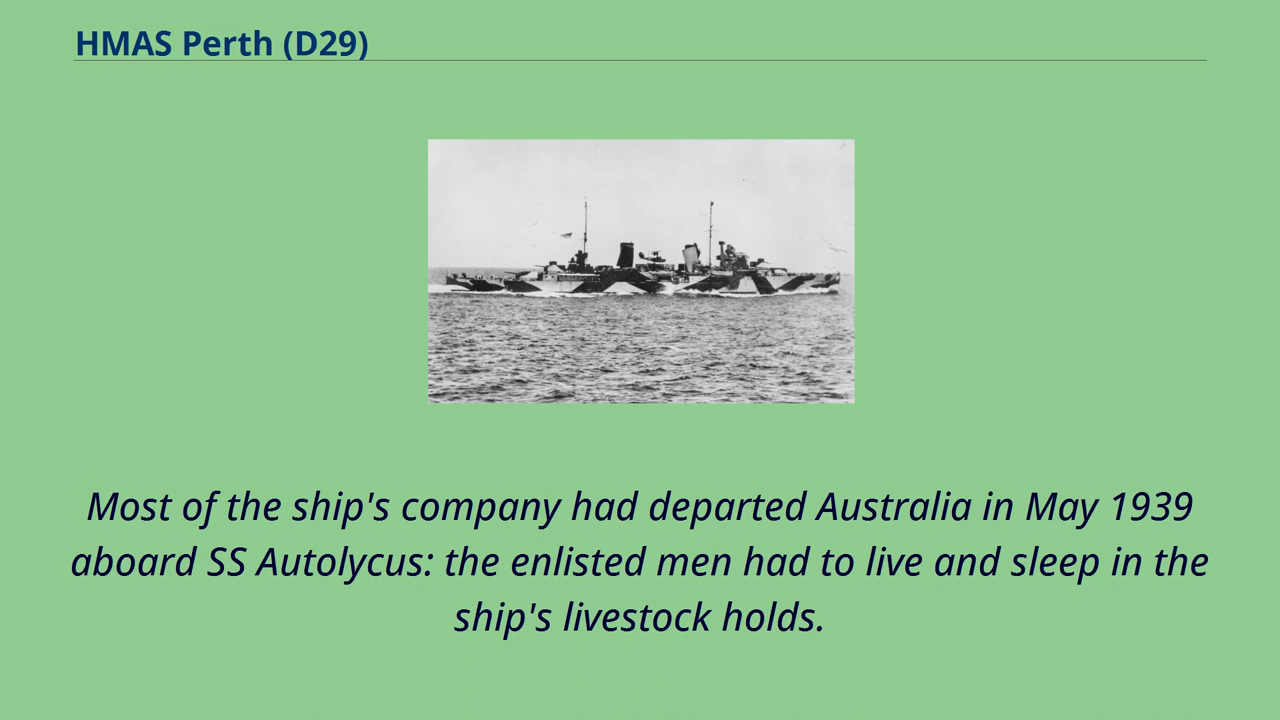 HMAS Perth (D29)
Most of the ship's company had departed Australia in May 1939
aboard SS Autolycus: the enlisted men had to live and sleep in the
ship's livestock holds.